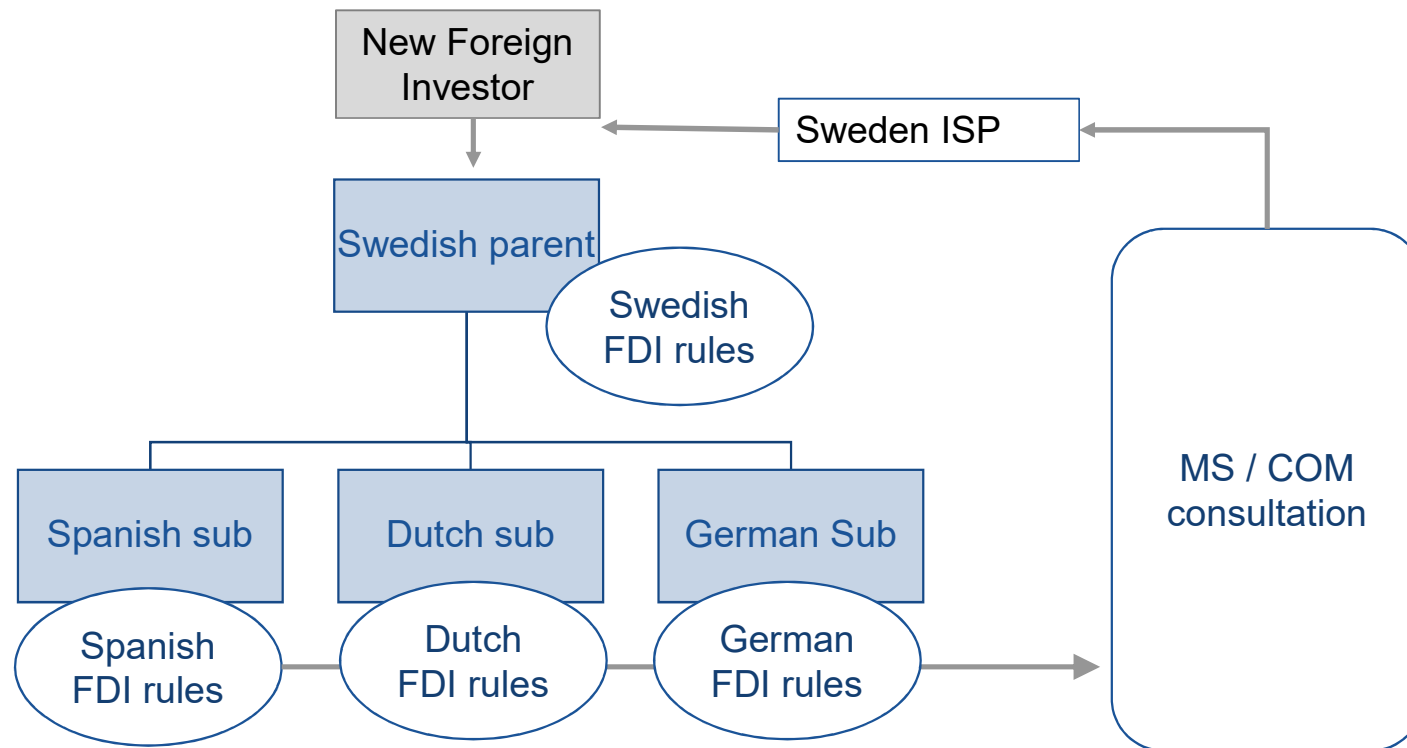 New Foreign
Investor
Sweden ISP
Swedish parent
Swedish
FDI rules
MS / COM
consultation
Spanish sub
Dutch sub
German Sub
Spanish
FDI rules
Dutch
FDI rules
German
FDI rules